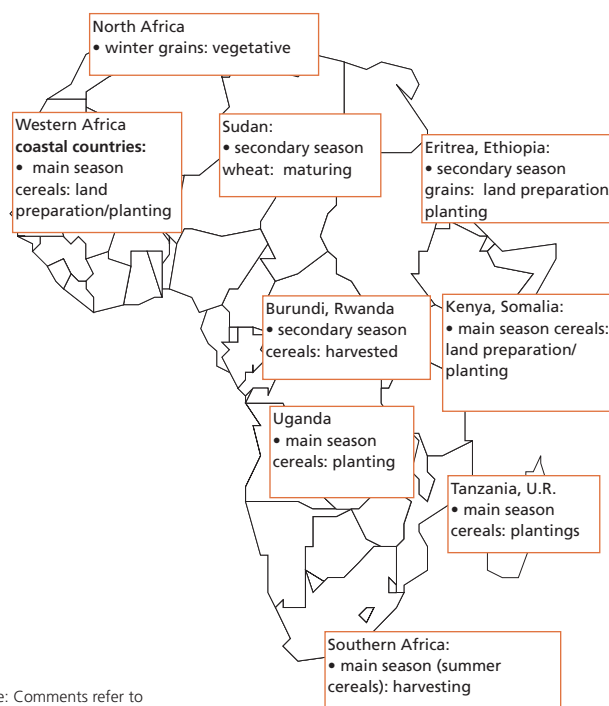 North Africa
• winter grains: vegetative
Western Africa
coastal countries:
• main season
cereals: land
preparation/planting
Sudan:
• secondary season
wheat: maturing
Eritrea, Ethiopia:
• secondary season
grains: land preparation
planting
Burundi, Rwanda
• secondary season
cereals: harvested
Kenya, Somalia:
• main season cereals:
land preparation/
planting
Uganda
• main season
cereals: planting
Tanzania, U.R.
• main season
cereals: plantings
Southern Africa:
• main season (summer
cereals): harvesting
e: Comments refer to